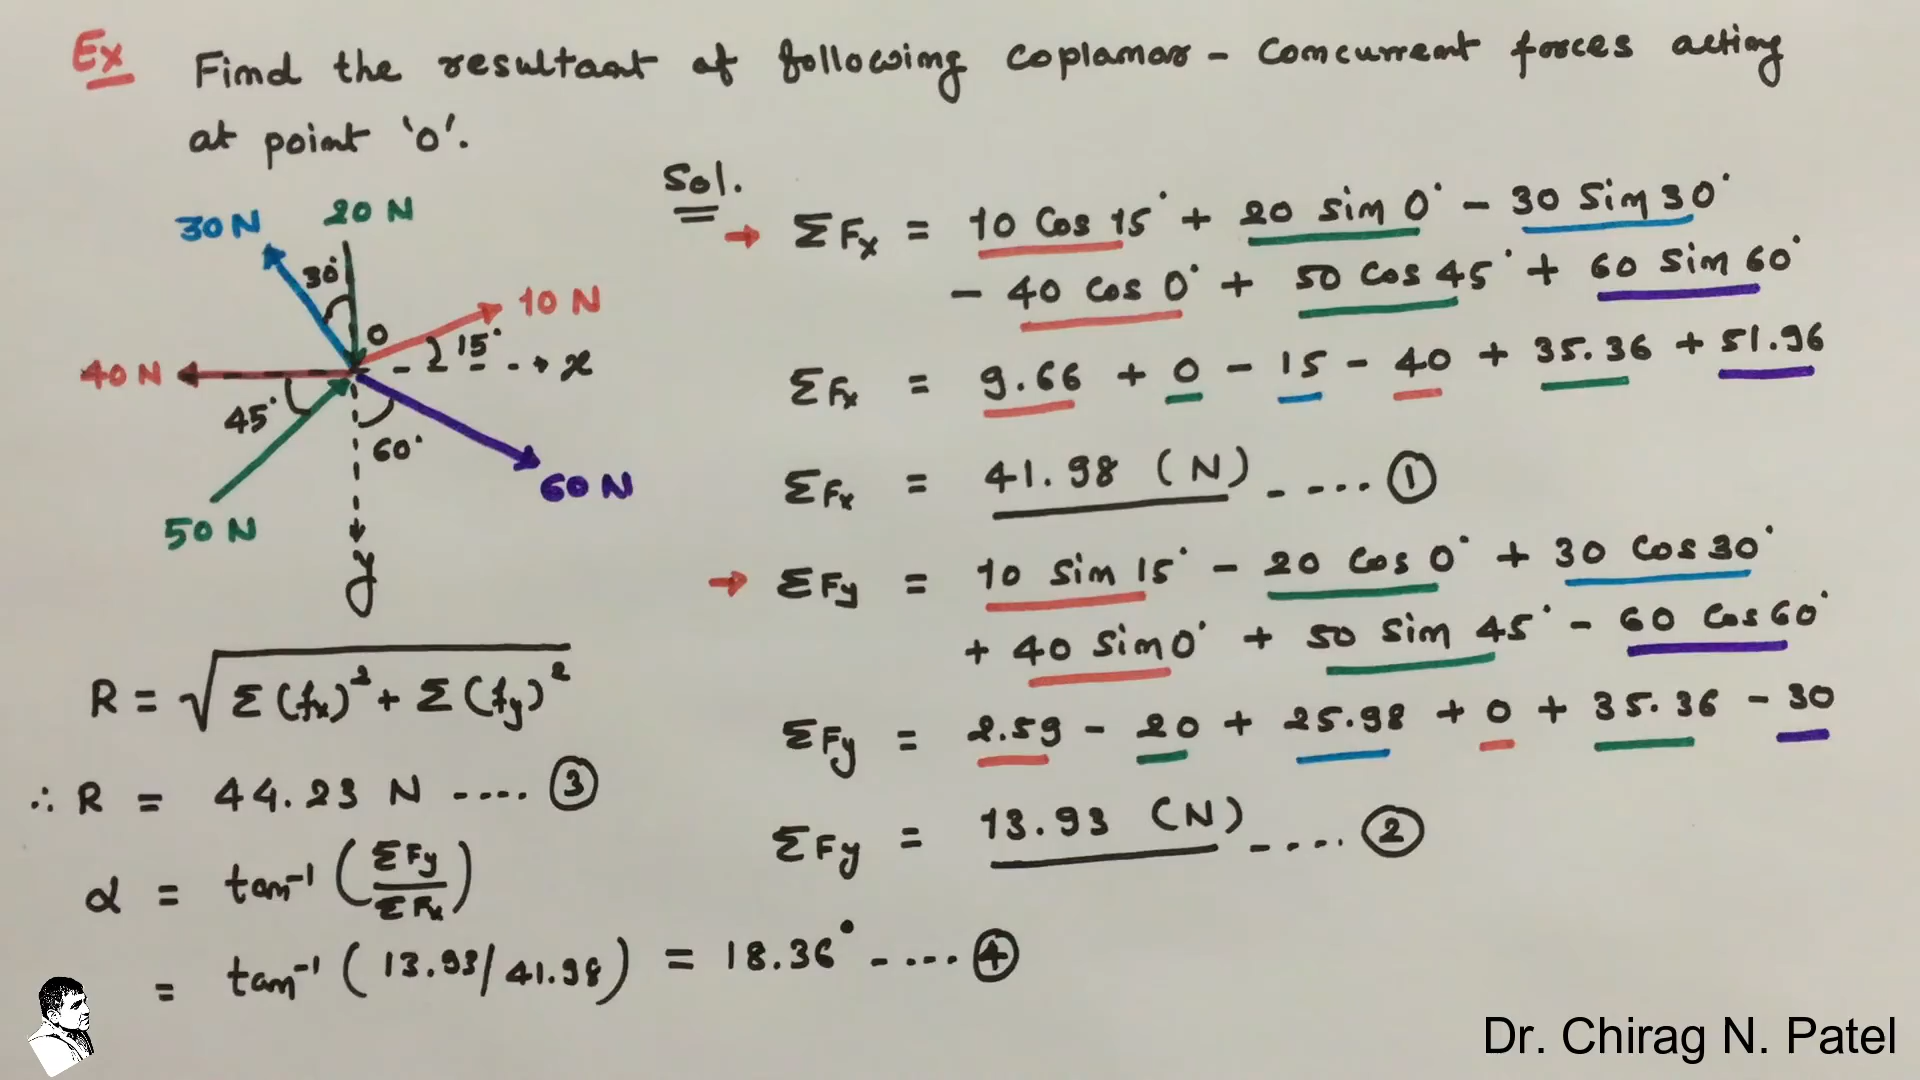 Ex Find the resultant of following coplanar - concurrent forces acting
at point 'O'.
30 N
20 N
30°
O
10 N
15°
x
40 N
45°
60°
50 N
60 N
y
R = √ Σ(fx)² + Σ(fy)²
∴ R = 44.23 N ---- ③
α = tan⁻¹ (ΣFy/ΣFx)
= tan⁻¹ (13.93/41.98) = 18.36° ----- ④
Sol.
→ ΣFx = 10 Cos 15° + 20 Sin 0° - 30 Sin 30°
- 40 Cos 0° + 50 Cos 45° + 60 Sin 60°
ΣFx = 9.66 + 0 - 15 - 40 + 35.36 + 51.96
ΣFx = 41.98 (N) ----- ①
→ ΣFy = 10 Sin 15° - 20 Cos 0° + 30 Cos 30°
+ 40 Sin 0° + 50 Sin 45° - 60 Cos 60°
ΣFy = 2.59 - 20 + 25.98 + 0 + 35.36 - 30
ΣFy = 13.93 (N) ----- ②
Dr. Chirag N. Patel